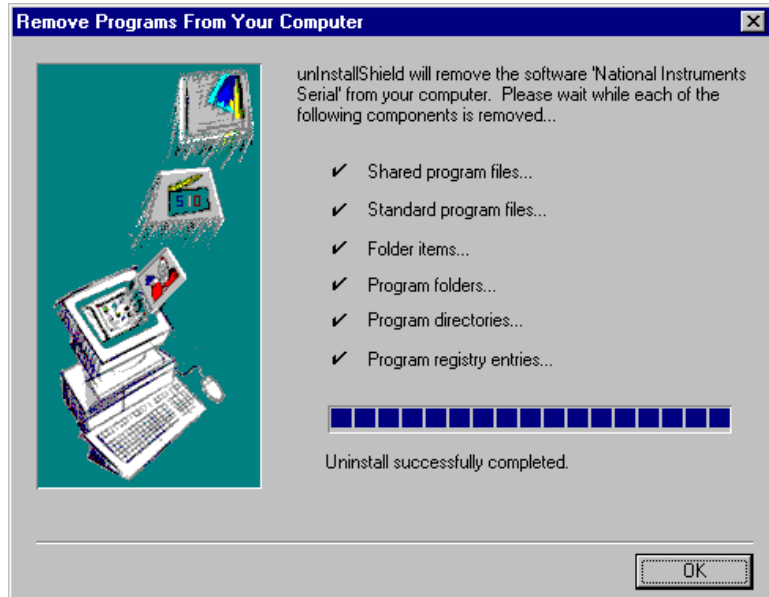 Remove Programs From Your Computer
unInstallShield will remove the software 'National Instruments
Serial' from your computer. Please wait while each of the
following components is removed...
✔ Shared program files...
✔ Standard program files...
✔ Folder items...
✔ Program folders...
✔ Program directories...
✔ Program registry entries...
Uninstall successfully completed.
OK